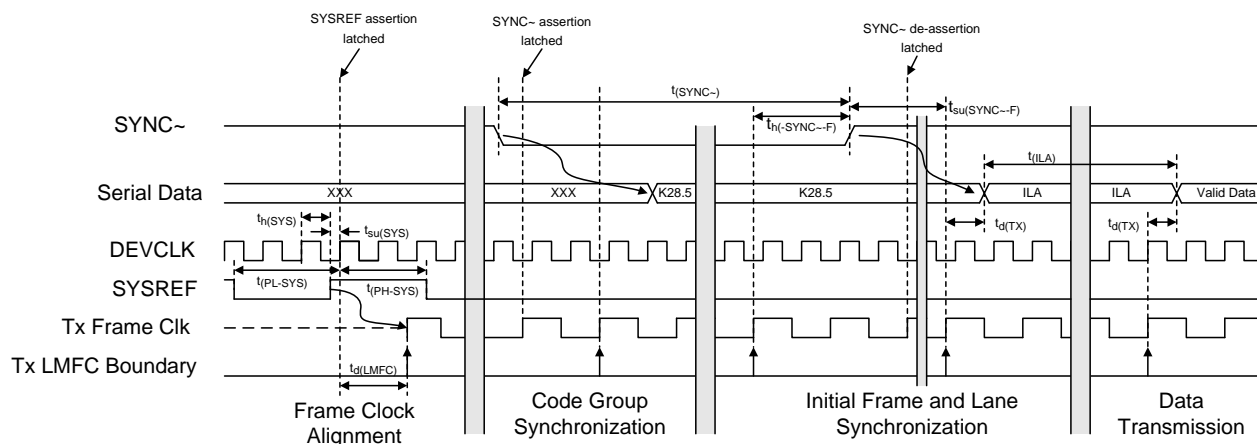 SYSREF assertion
latched
SYNC~ assertion
latched
SYNC~ de-assertion
latched
t(SYNC~)
th(-SYNC~-F)
tsu(SYNC~-F)
SYNC~
t(ILA)
Serial Data
XXX
XXX
K28.5
K28.5
ILA
ILA
Valid Data
th(SYS)
tsu(SYS)
td(TX)
td(TX)
DEVCLK
t(PL-SYS)
t(PH-SYS)
SYSREF
Tx Frame Clk
Tx LMFC Boundary
td(LMFC)
Frame Clock
Alignment
Code Group
Synchronization
Initial Frame and Lane
Synchronization
Data
Transmission